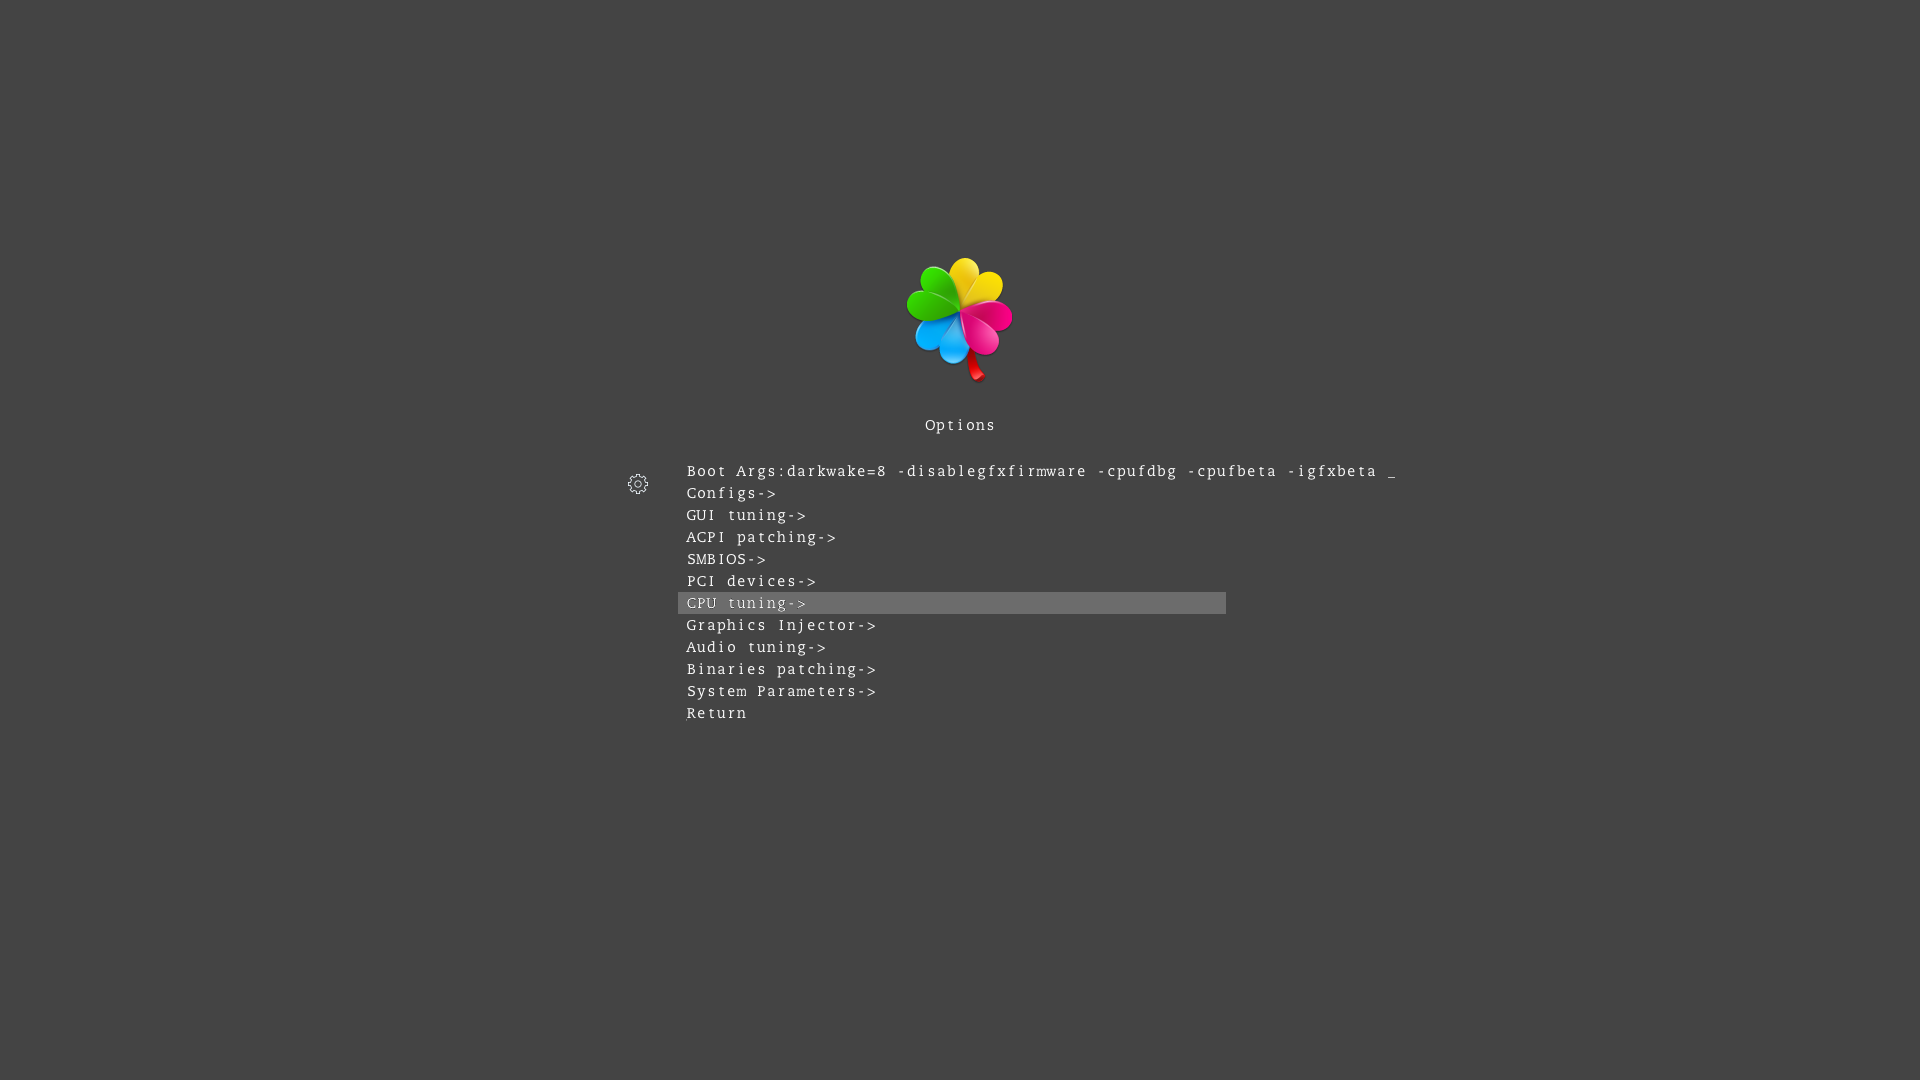 Options
Boot Args:darkwake=8 -disablegfxfirmware -cpufdbg -cpufbeta -igfxbeta _
Configs->
GUI tuning->
ACPI patching->
SMBIOS->
PCI devices->
CPU tuning->
Graphics Injector->
Audio tuning->
Binaries patching->
System Parameters->
Return